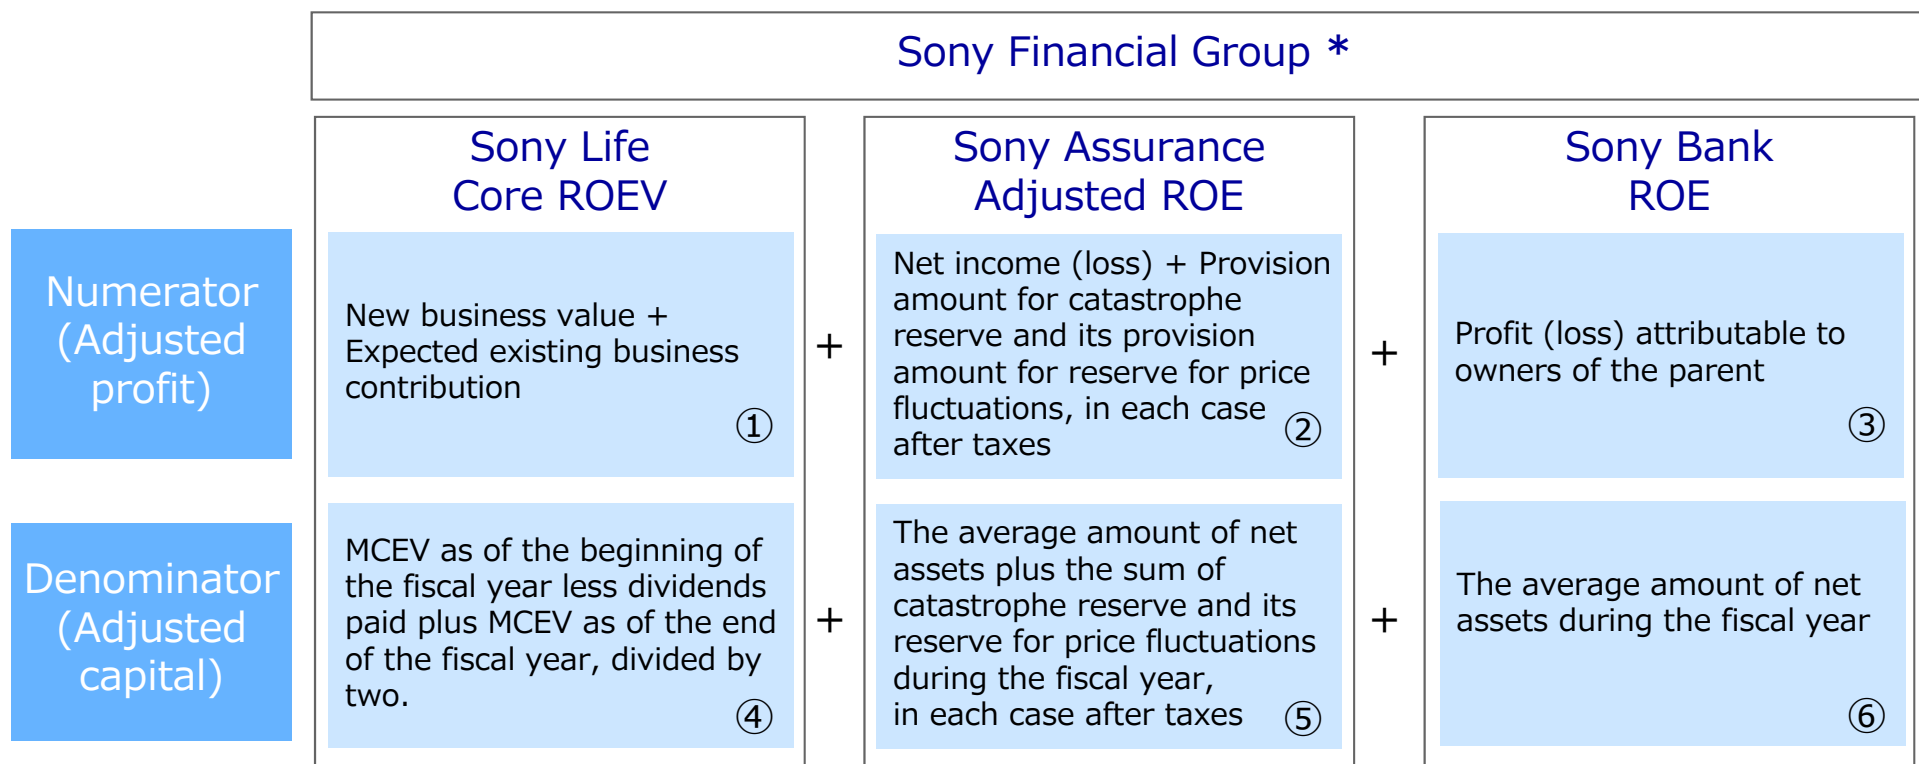 Sony Financial Group *
Sony Life
Core ROEV
Sony Assurance
Adjusted ROE
Sony Bank
ROE
Numerator
(Adjusted
profit)
New business value +
Expected existing business
contribution
①
+
Net income (loss) + Provision
amount for catastrophe
reserve and its provision
amount for reserve for price
fluctuations, in each case
after taxes
②
+
Profit (loss) attributable to
owners of the parent
③
Denominator
(Adjusted
capital)
MCEV as of the beginning of
the fiscal year less dividends
paid plus MCEV as of the end
of the fiscal year, divided by
two.
④
+
The average amount of net
assets plus the sum of
catastrophe reserve and its
reserve for price fluctuations
during the fiscal year,
in each case after taxes
⑤
+
The average amount of net
assets during the fiscal year
⑥